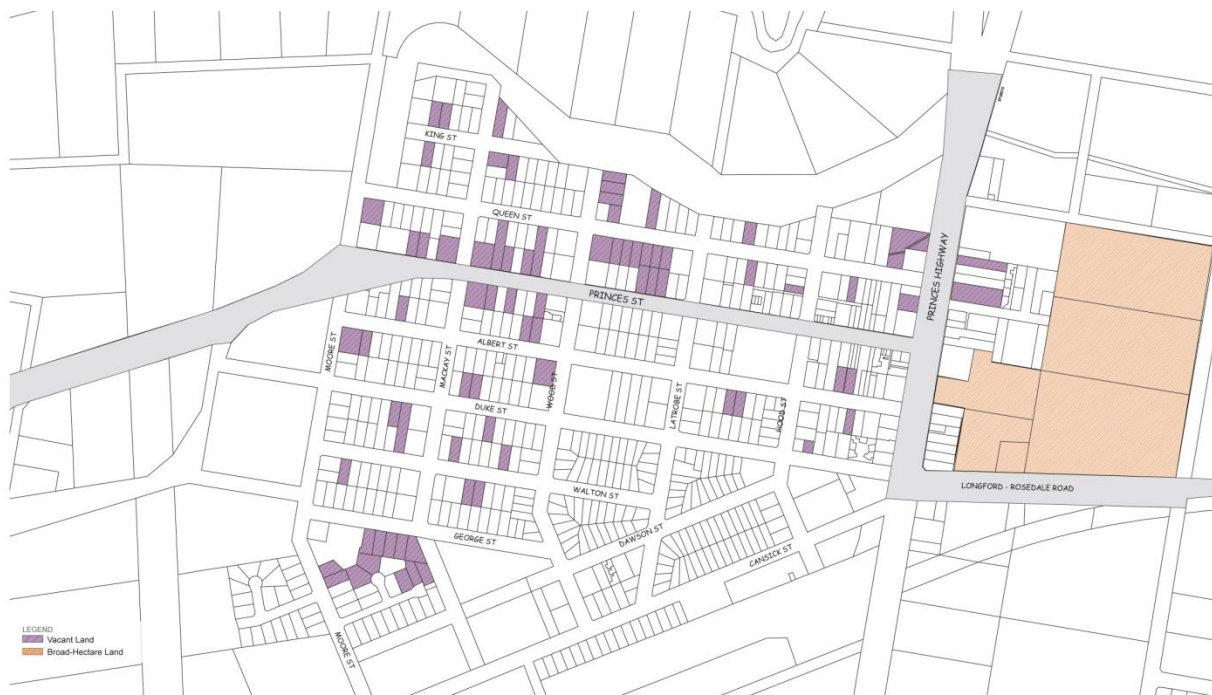 KING ST
QUEEN ST
PRINCES HIGHWAY
PRINCES ST
MOORE ST
MACKAY ST
ALBERT ST
WOOD ST
DUKE ST
LATROBE ST
HOOD ST
WALTON ST
LONGFORD - ROSEDALE ROAD
GEORGE ST
DAWSON ST
CANSICK ST
MOORE ST
LEGEND
Vacant Land
Broad-Hectare Land